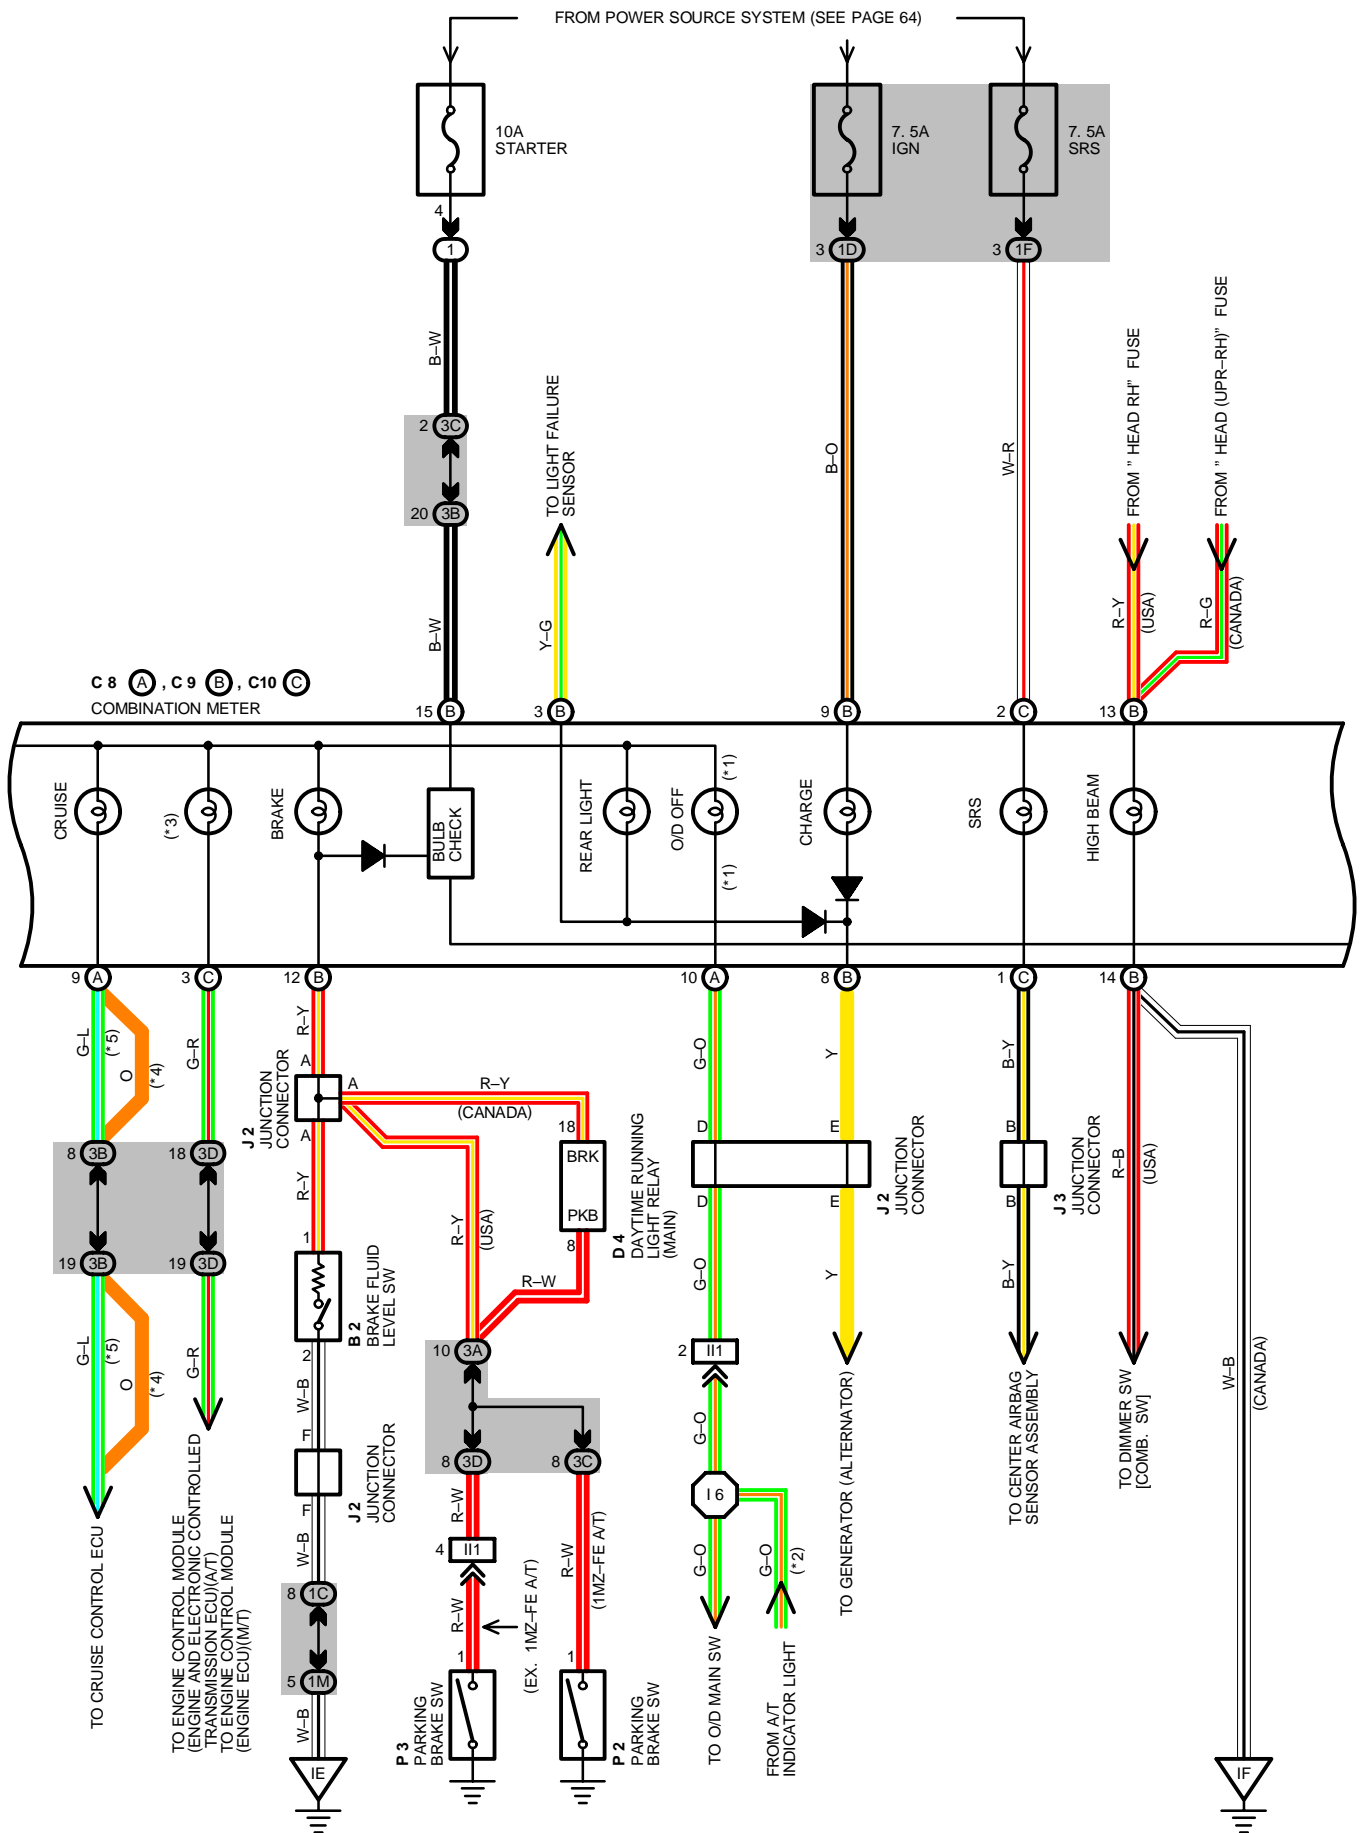 FROM POWER SOURCE SYSTEM (SEE PAGE 64)
10A
STARTER
7. 5A
IGN
7. 5A
SRS
4
1
3 1D
3 1F
B–W
2 3C
20 3B
B–W
TO LIGHT FAILURE
SENSOR
Y–G
B–O
W–R
FROM " HEAD RH" FUSE
FROM " HEAD (UPR–RH)" FUSE
R–Y
(USA)
R–G
(CANADA)
C 8 A , C 9 B , C10 C
COMBINATION METER
15 B
3 B
9 B
2 C
13 B
CRUISE
(*3)
BRAKE
BULB
CHECK
REAR LIGHT
O/D OFF
(*1)
(*1)
CHARGE
SRS
HIGH BEAM
9 A
3 C
12 B
10 A
8 B
1 C
14 B
G–L
(*5)
O
(*4)
G–R
R–Y
A
J 2
JUNCTION
CONNECTOR
A
R–Y
(CANADA)
A
R–Y
18
BRK
PKB
8
D 4
DAYTIME RUNNING
LIGHT RELAY
(MAIN)
R–Y
(USA)
R–W
G–O
D
D
G–O
Y
E
E
Y
J 2
JUNCTION
CONNECTOR
B–Y
B
B
B–Y
J 3
JUNCTION
CONNECTOR
R–B
(USA)
W–B
(CANADA)
8 3B
18 3D
19 3B
19 3D
G–L
(*5)
O
(*4)
G–R
1
B 2
BRAKE FLUID
LEVEL SW
2
W–B
F
J 2
JUNCTION
CONNECTOR
F
W–B
8 1C
5 1M
W–B
IE
10 3A
8 3D
8 3C
R–W
4 II1
R–W
(EX. 1MZ–FE A/T)
R–W
(1MZ–FE A/T)
1
P 3
PARKING
BRAKE SW
1
P 2
PARKING
BRAKE SW
2 II1
G–O
I 6
G–O
G–O
(*2)
TO CRUISE CONTROL ECU
TO ENGINE CONTROL MODULE
(ENGINE AND ELECTRONIC CONTROLLED
TRANSMISSION ECU)(A/T)
TO ENGINE CONTROL MODULE
(ENGINE ECU)(M/T)
TO O/D MAIN SW
FROM A/T
INDICATOR LIGHT
TO GENERATOR (ALTERNATOR)
TO CENTER AIRBAG
SENSOR ASSEMBLY
TO DIMMER SW
[COMB. SW]
IF